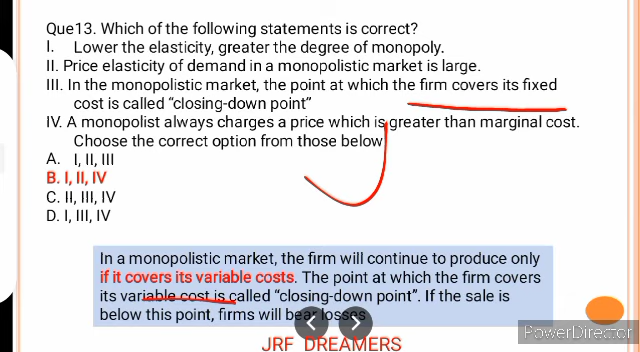 Que13. Which of the following statements is correct?
I. Lower the elasticity, greater the degree of monopoly.
II. Price elasticity of demand in a monopolistic market is large.
III. In the monopolistic market, the point at which the firm covers its fixed
cost is called “closing-down point”
IV. A monopolist always charges a price which is greater than marginal cost.
Choose the correct option from those below
A. I, II, III
B. I, II, IV
C. II, III, IV
D. I, III, IV
In a monopolistic market, the firm will continue to produce only
if it covers its variable costs. The point at which the firm covers
its variable cost is called “closing-down point”. If the sale is
below this point, firms will bear losses
JRF DREAMERS
PowerDirector